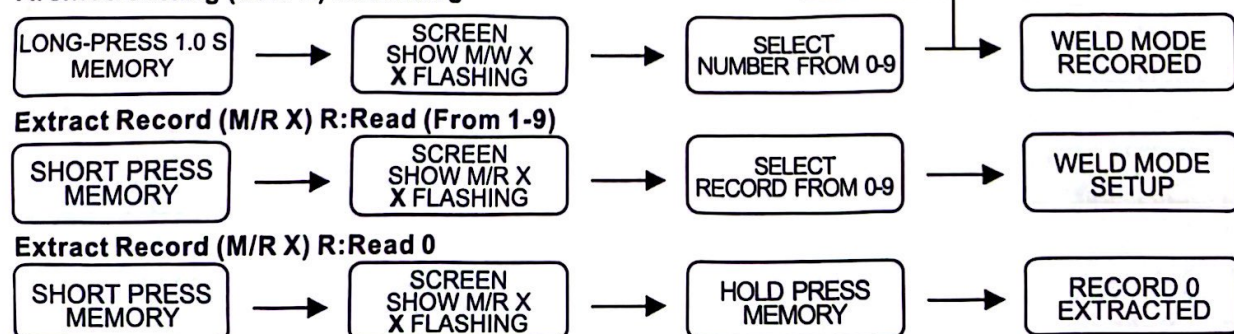 LONG-PRESS 1.0 S
MEMORY
SCREEN
SHOW M/W X
X FLASHING
SELECT
NUMBER FROM 0-9
WELD MODE
RECORDED
Extract Record (M/R X) R:Read (From 1-9)
SHORT PRESS
MEMORY
SCREEN
SHOW M/R X
X FLASHING
SELECT
RECORD FROM 0-9
WELD MODE
SETUP
Extract Record (M/R X) R:Read 0
SHORT PRESS
MEMORY
SCREEN
SHOW M/R X
X FLASHING
HOLD PRESS
MEMORY
RECORD 0
EXTRACTED